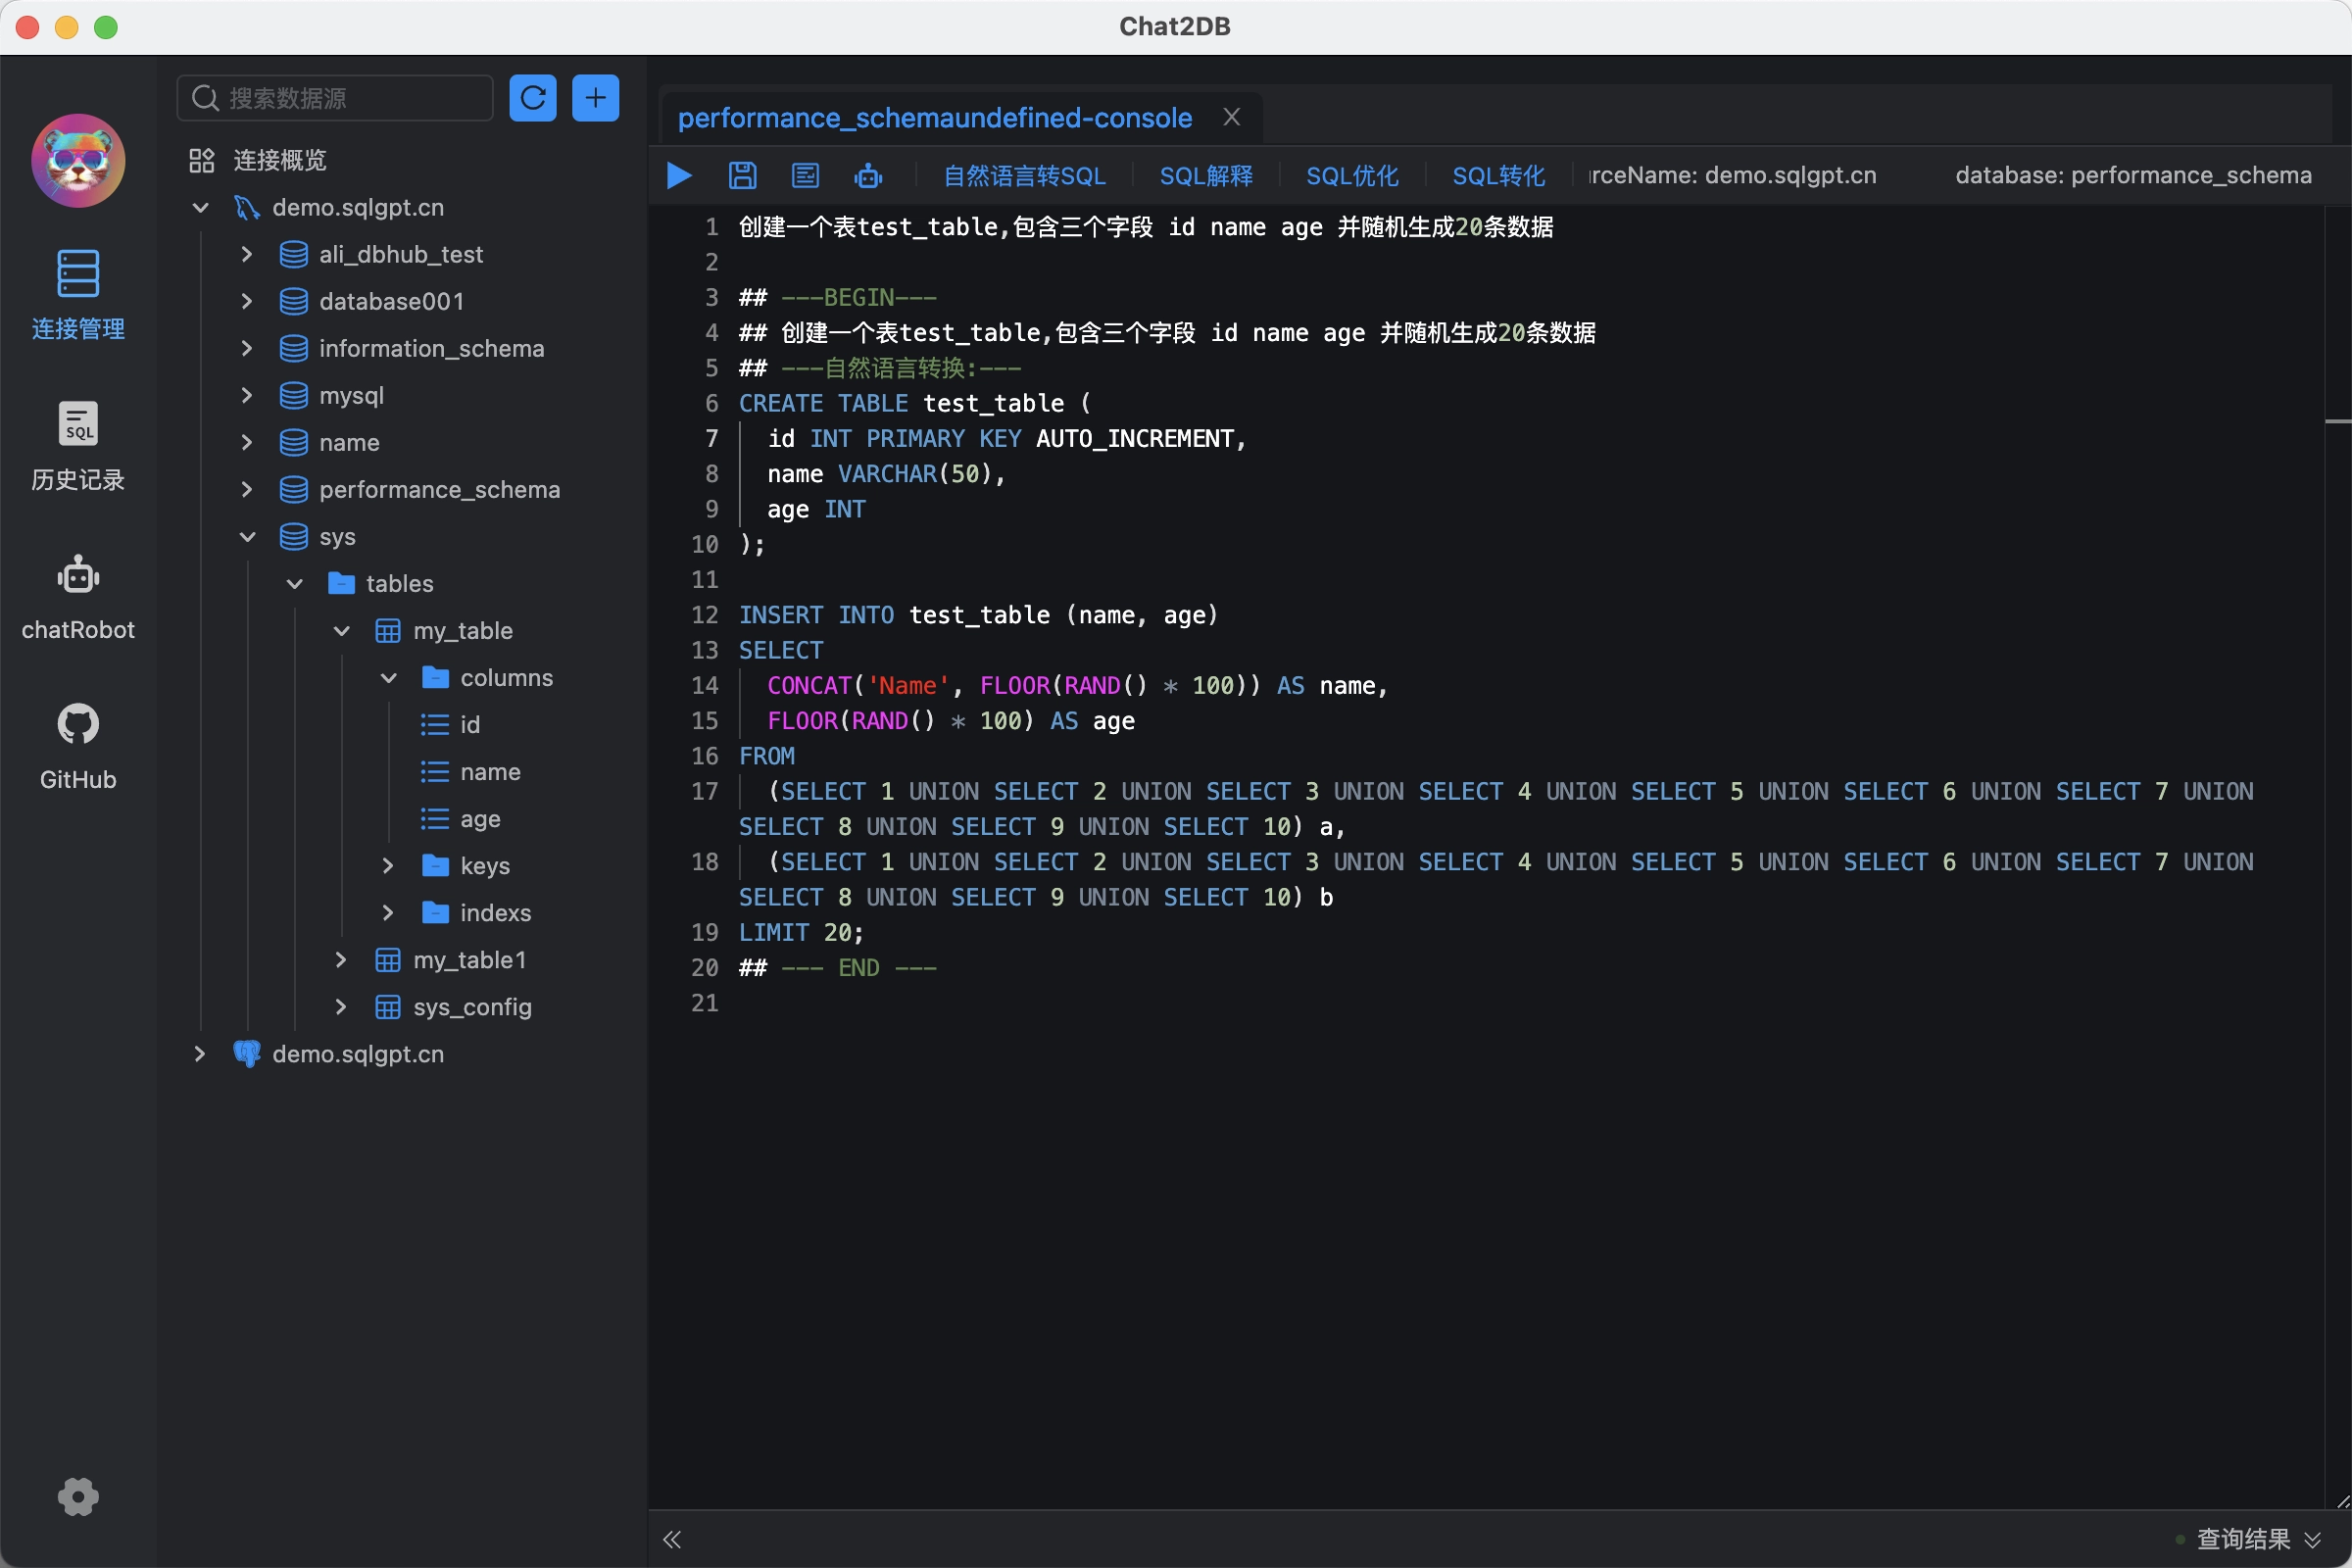 Chat2DB
连接管理
SQL
历史记录
chatRobot
GitHub
搜索数据源
连接概览
demo.sqlgpt.cn
ali_dbhub_test
database001
information_schema
mysql
name
performance_schema
sys
tables
my_table
columns
id
name
age
keys
indexs
my_table1
sys_config
demo.sqlgpt.cn
performance_schemaundefined-console X
自然语言转SQL SQL解释 SQL优化 SQL转化 rceName: demo.sqlgpt.cn database: performance_schema
1 创建一个表test_table,包含三个字段 id name age 并随机生成20条数据
2
3 ## ---BEGIN---
4 ## 创建一个表test_table,包含三个字段 id name age 并随机生成20条数据
5 ## ---自然语言转换:---
6 CREATE TABLE test_table (
7 id INT PRIMARY KEY AUTO_INCREMENT,
8 name VARCHAR(50),
9 age INT
10 );
11
12 INSERT INTO test_table (name, age)
13 SELECT
14 CONCAT('Name', FLOOR(RAND() * 100)) AS name,
15 FLOOR(RAND() * 100) AS age
16 FROM
17 (SELECT 1 UNION SELECT 2 UNION SELECT 3 UNION SELECT 4 UNION SELECT 5 UNION SELECT 6 UNION SELECT 7 UNION
SELECT 8 UNION SELECT 9 UNION SELECT 10) a,
18 (SELECT 1 UNION SELECT 2 UNION SELECT 3 UNION SELECT 4 UNION SELECT 5 UNION SELECT 6 UNION SELECT 7 UNION
SELECT 8 UNION SELECT 9 UNION SELECT 10) b
19 LIMIT 20;
20 ## --- END ---
21
查询结果